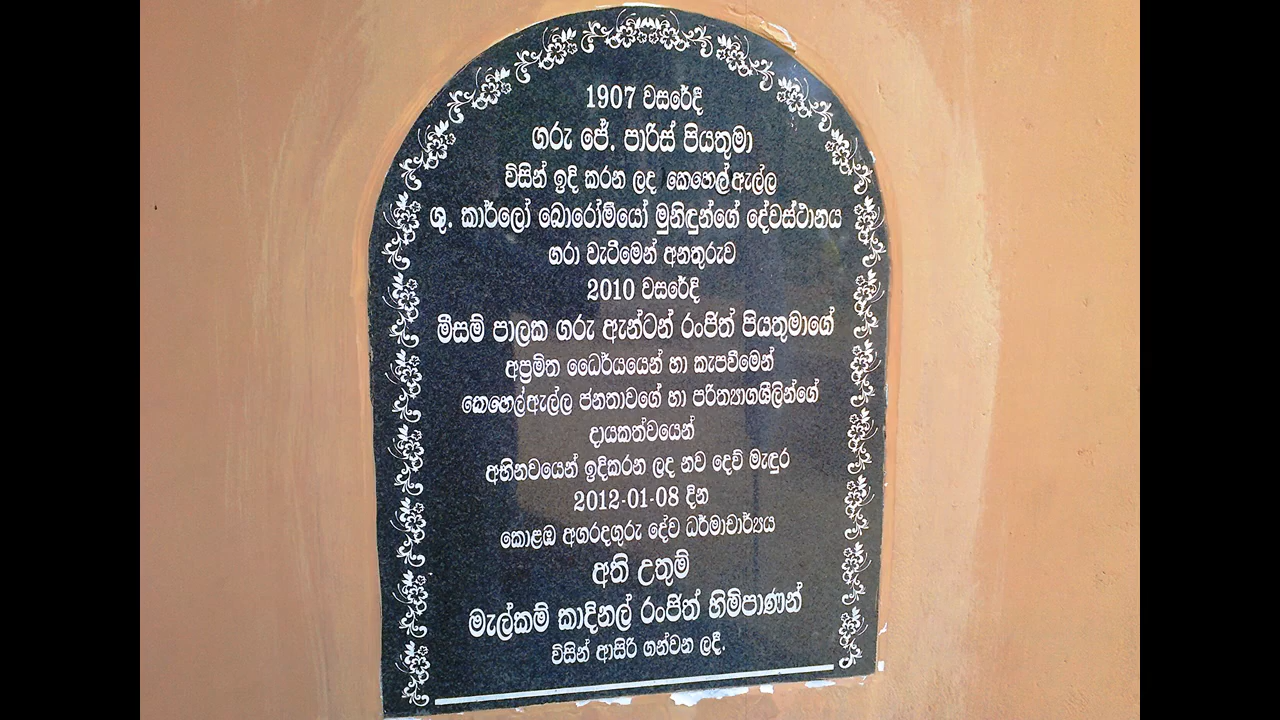 1907 වසරේදී
ගරු ජේ. පාරිස් පියතුමා
විසින් ඉදි කරන ලද කෙහෙල්ඇල්ල
ශු. කාර්ලෝ බොරෝම්යෝ මුනිඳුන්ගේ දේවස්ථානය
ගරා වැටීමෙන් අනතුරුව
2010 වසරේදි
මීසම් පාලක ගරු ඇන්ටන් රංජිත් පියතුමාගේ
අප්‍රමිත ධෛර්යයෙන් හා කැපවීමෙන්
කෙහෙල්ඇල්ල ජනතාවගේ හා පරිත්‍යාගශීලින්ගේ
දායකත්වයෙන්
අභිනවයෙන් ඉදිකරන ලද නව දෙව් මැඳුර
2012-01-08 දින
කොළඹ අගරදගුරු දේව ධර්මාචාර්යය
අති උතුම්
මැල්කම් කාදිනල් රංජිත් හිමිපාණන්
විසින් ආසිරි ගන්වන ලදී.